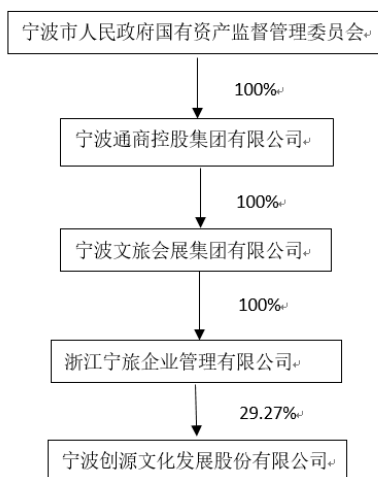 宁波市人民政府国有资产监督管理委员会
100%
宁波通商控股集团有限公司
100%
宁波文旅会展集团有限公司
100%
浙江宁旅企业管理有限公司
29.27%
宁波创源文化发展股份有限公司